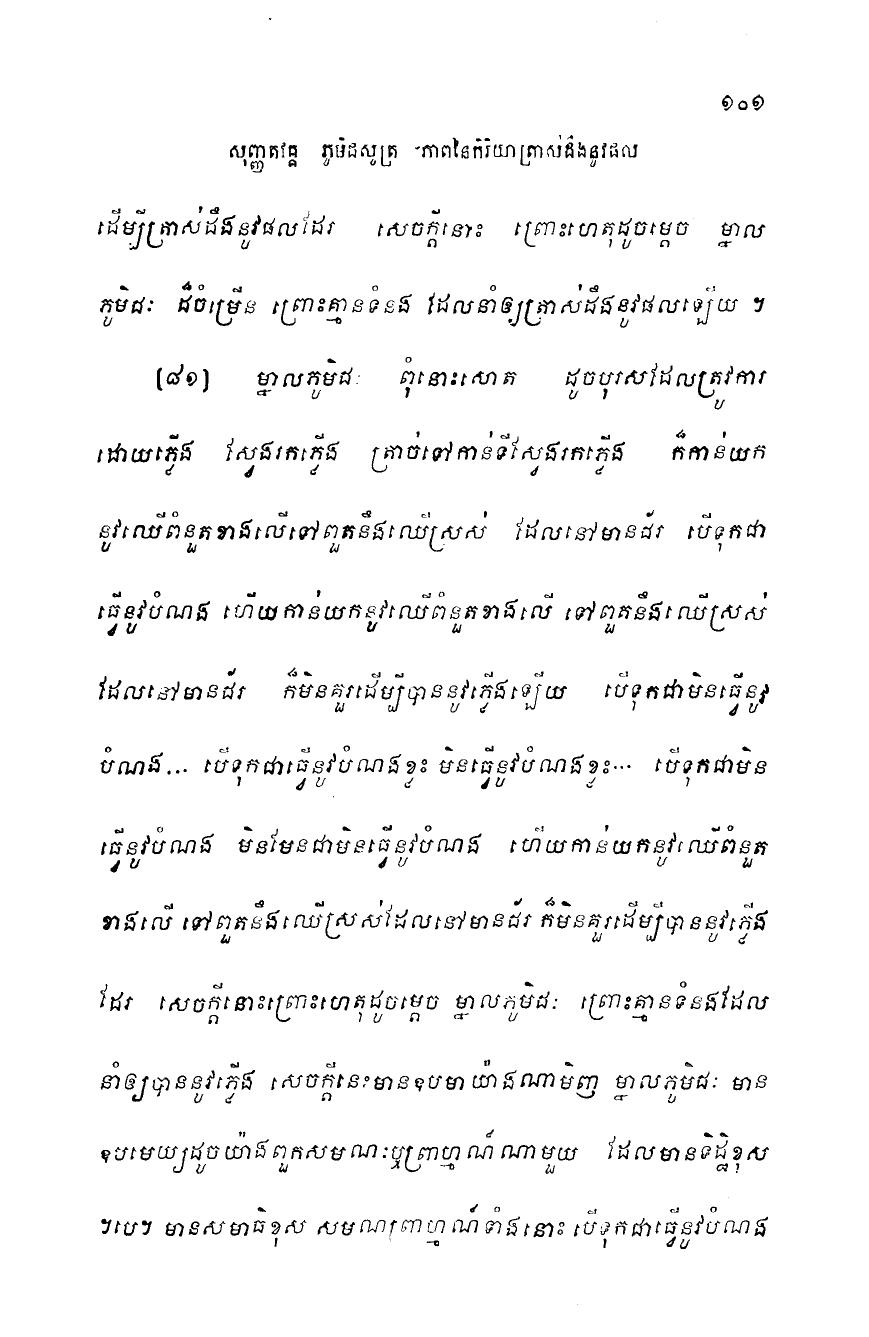 ១០១
សុញ្ញតវគ្គ ភូមិជសូត្រ ភាពនៃកិរិយាត្រាស់ដឹងនូវផល
ដើម្បីត្រាស់ដឹងនូវផលដែរ សេចក្តីនោះ ព្រោះហេតុដូចម្តេច ម្នាល
ភូមិជៈ ដ៏ចំម្រើន ព្រោះគ្មានទំនង ដែលនាំឲ្យត្រាស់ដឹងនូវផលឡើយ ។
(៨១) ម្នាលភូមិជៈ ពុំនោះសោត ដូចបុរសដែលត្រូវការ
ដោយភ្លើង ស្វែងរកភ្លើង ត្រាច់ទៅកាន់ទីស្វែងរកភ្លើង ក៏កាន់យក
នូវឈើពំនួតខាងលើទៅពួតនឹងឈើស្រស់ ដែលនៅមានជ័រ បើទុកជា
ធ្វើនូវបំណង ហើយកាន់យកនូវឈើពំនួតខាងលើ ទៅពួតនឹងឈើស្រស់
ដែលនៅមានជ័រ ក៏មិនគួរដើម្បីបាននូវភ្លើងឡើយ បើទុកជាមិនធ្វើនូវ
បំណង... បើទុកជាធ្វើនូវបំណងខ្លះ មិនធ្វើនូវបំណងខ្លះ... បើទុកជាមិន
ធ្វើនូវបំណង មិនមែនជាមិនធ្វើនូវបំណង ហើយកាន់យកនូវឈើពំនួត
ខាងលើ ទៅពួតនឹងឈើស្រស់ដែលនៅមានជ័រ ក៏មិនគួរដើម្បីបាននូវភ្លើង
ដែរ សេចក្តីនោះព្រោះហេតុដូចម្តេច ម្នាលភូមិជៈ ព្រោះគ្មានទំនងដែល
នាំឲ្យបាននូវភ្លើង សេចក្តីនេះមានឧបមាយ៉ាងណាមិញ ម្នាលភូមិជៈ មាន
ឧបមេយ្យដូចយ៉ាងពួកសមណៈឬព្រាហ្មណ៍ណាមួយ ដែលមានទិដ្ឋិខុស
។បេ។ មានសមាធិខុស សមណព្រាហ្មណ៍ទាំងនោះ បើទុកជាធ្វើនូវបំណង